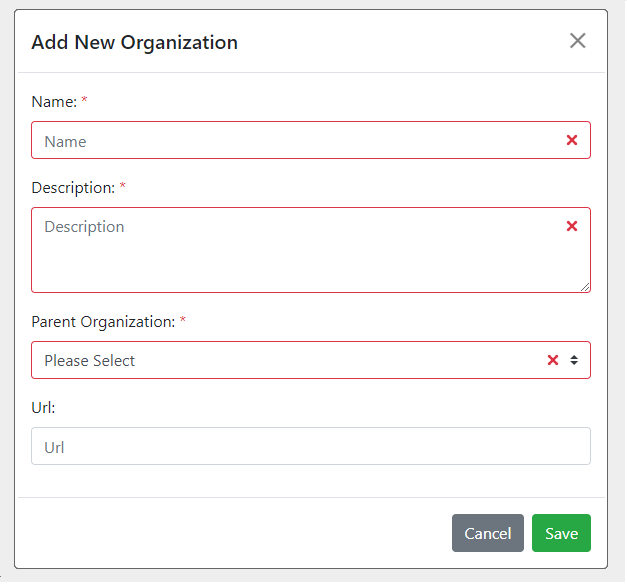 Add New Organization
Name: *
Name
Description: *
Description
Parent Organization: *
Please Select
Url:
Url
Cancel Save